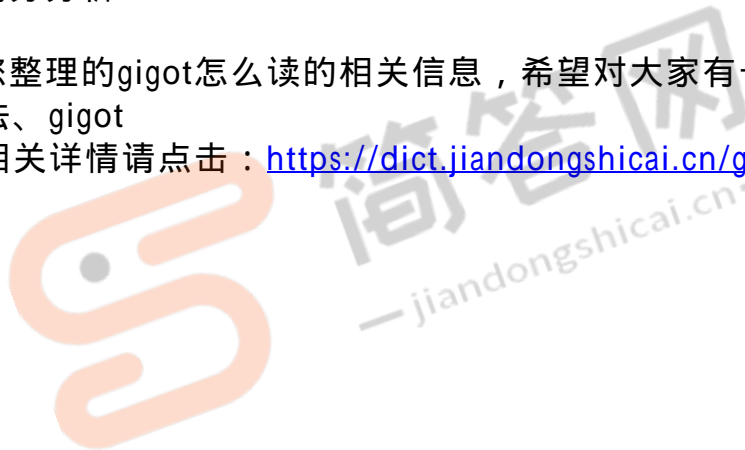 整理的gigot怎么读的相关信息，希望对大家有
、gigot
相关详情请点击：https://dict.jiandongshicai.cn/g
简答网
— jiandongshicai.cn